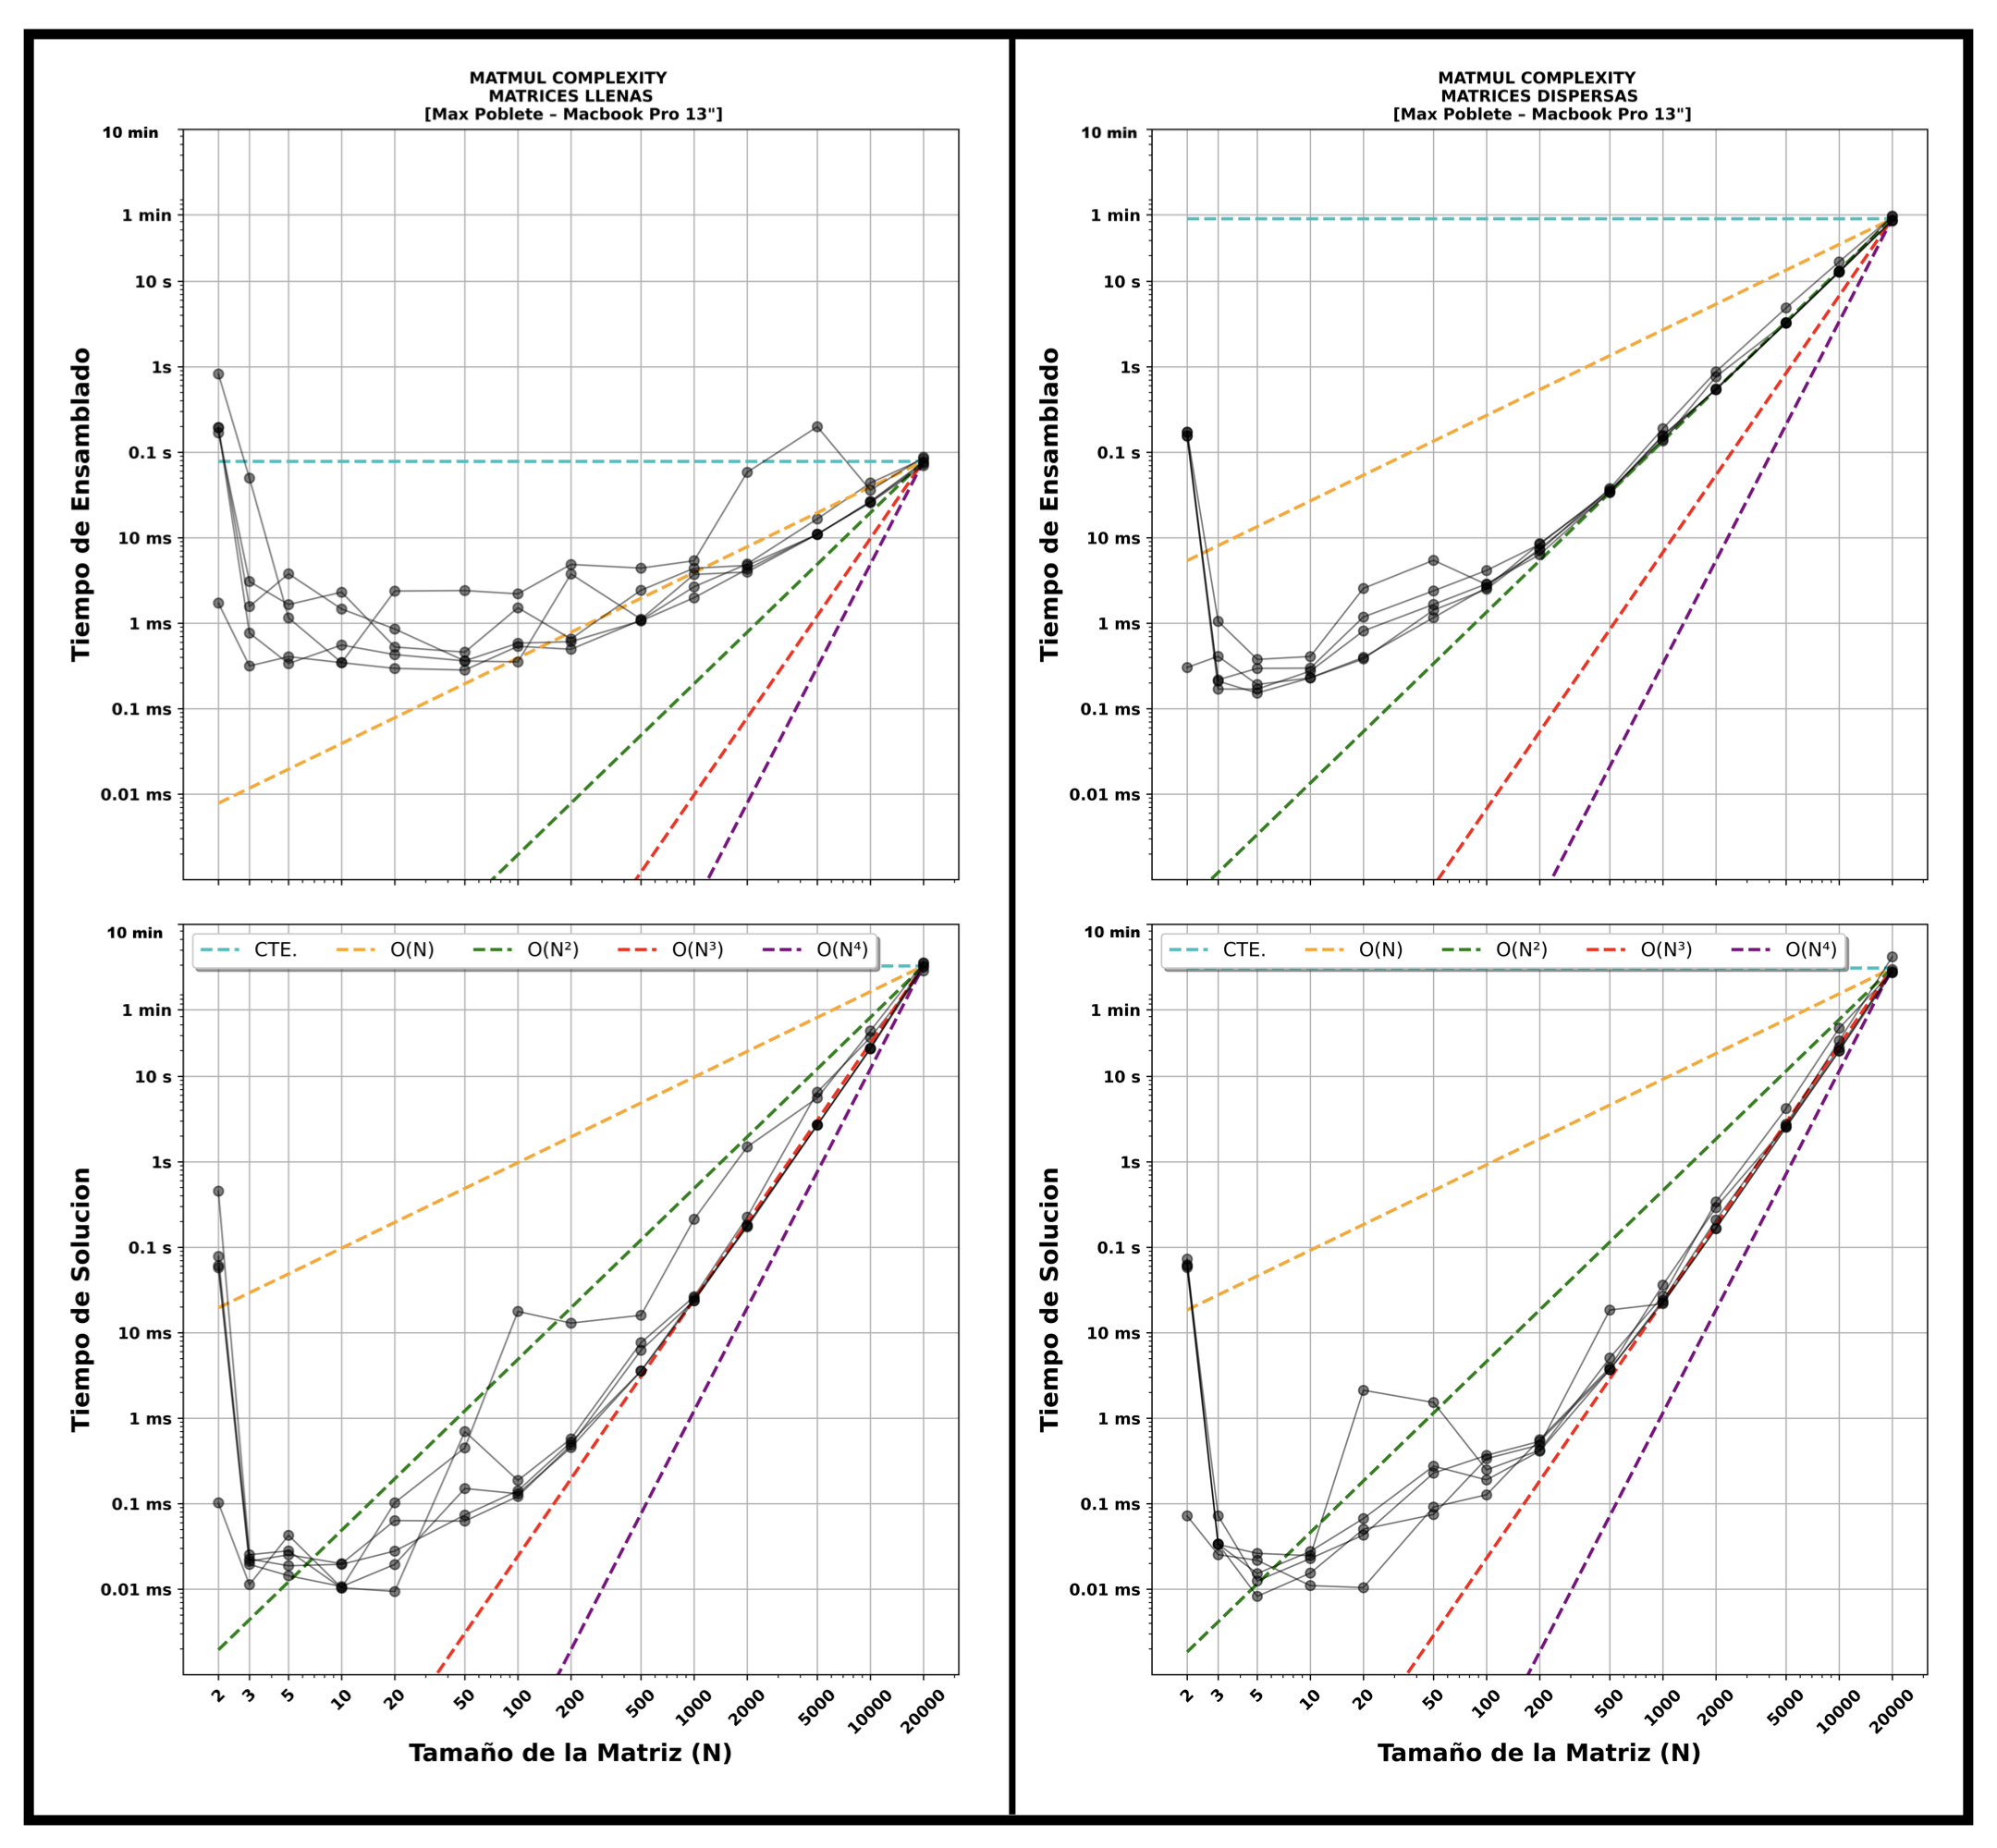 MATMUL COMPLEXITY
MATRICES LLENAS
[Max Poblete – Macbook Pro 13"]
10 min
1 min
10 s
1s
0.1 s
10 ms
1 ms
0.1 ms
0.01 ms
Tiempo de Ensamblado
10 min
1 min
10 s
1s
0.1 s
10 ms
1 ms
0.1 ms
0.01 ms
Tiempo de Solucion
CTE. O(N) O(N²) O(N³) O(N⁴)
2 3 5 10 20 50 100 200 500 1000 2000 5000 10000 20000
Tamaño de la Matriz (N)
MATMUL COMPLEXITY
MATRICES DISPERSAS
[Max Poblete – Macbook Pro 13"]
10 min
1 min
10 s
1s
0.1 s
10 ms
1 ms
0.1 ms
0.01 ms
Tiempo de Ensamblado
10 min
1 min
10 s
1s
0.1 s
10 ms
1 ms
0.1 ms
0.01 ms
Tiempo de Solucion
CTE. O(N) O(N²) O(N³) O(N⁴)
2 3 5 10 20 50 100 200 500 1000 2000 5000 10000 20000
Tamaño de la Matriz (N)